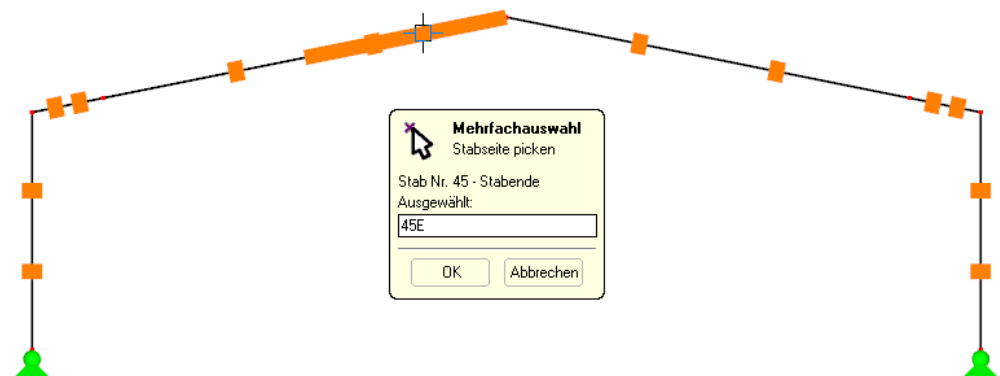 Mehrfachauswahl
Stabseite picken
Stab Nr. 45 - Stabende
Ausgewählt:
45E
OK
Abbrechen